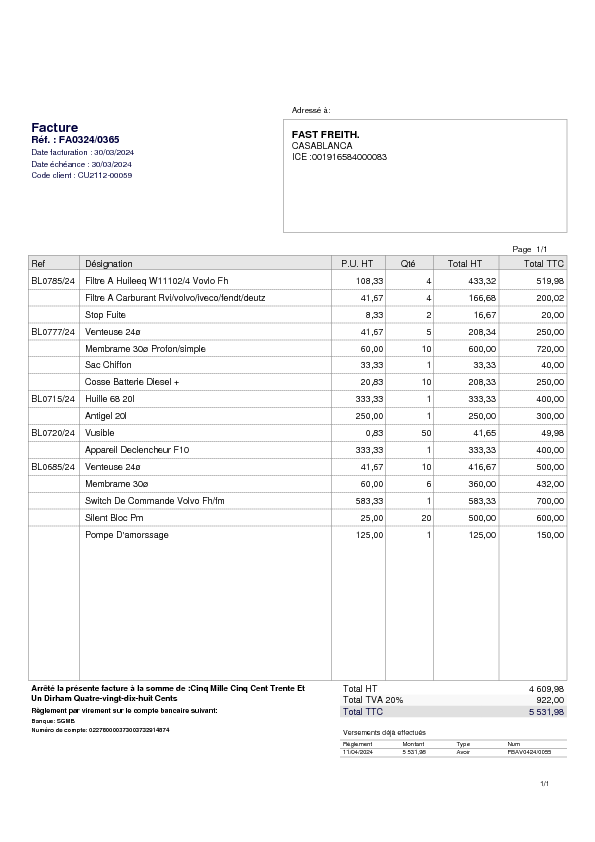 Adressé à:
Facture
Réf. : FA0324/0365
Date facturation : 30/03/2024
Date échéance : 30/03/2024
Code client : CU2112-00059
FAST FREITH.
CASABLANCA
ICE :001916584000083
Page 1/1
Ref Désignation P.U. HT Qté Total HT Total TTC
BL0785/24 Filtre A Huileeq W11102/4 Vovlo Fh 108,33 4 433,32 519,98
Filtre A Carburant Rvi/volvo/iveco/fendt/deutz 41,67 4 166,68 200,02
Stop Fuite 8,33 2 16,67 20,00
BL0777/24 Venteuse 24ø 41,67 5 208,34 250,00
Membrame 30ø Profon/simple 60,00 10 600,00 720,00
Sac Chiffon 33,33 1 33,33 40,00
Cosse Batterie Diesel + 20,83 10 208,33 250,00
BL0715/24 Huille 68 20l 333,33 1 333,33 400,00
Antigel 20l 250,00 1 250,00 300,00
BL0720/24 Vusible 0,83 50 41,65 49,98
Appareil Declencheur F10 333,33 1 333,33 400,00
BL0685/24 Venteuse 24ø 41,67 10 416,67 500,00
Membrame 30ø 60,00 6 360,00 432,00
Switch De Commande Volvo Fh/fm 583,33 1 583,33 700,00
Silent Bloc Pm 25,00 20 500,00 600,00
Pompe D'amorssage 125,00 1 125,00 150,00
Arrêté la présente facture à la somme de :Cinq Mille Cinq Cent Trente Et
Un Dirham Quatre-vingt-dix-huit Cents
Règlement par virement sur le compte bancaire suivant:
Banque: SGMB
Numéro de compte:
Total HT 4 609,98
Total TVA 20% 922,00
Total TTC 5 531,98
Versements déjà effectués
Règlement Montant Type Num
11/04/2024 5 531,98 Avoir FBAV0424/0055
1/1